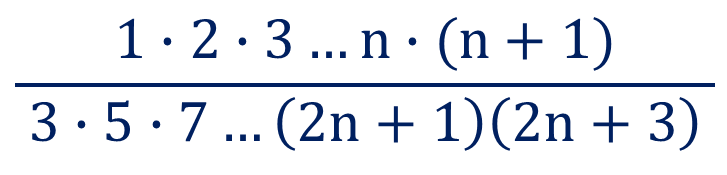 1 · 2 · 3 ... n · (n + 1)
3 · 5 · 7 ... (2n + 1)(2n + 3)